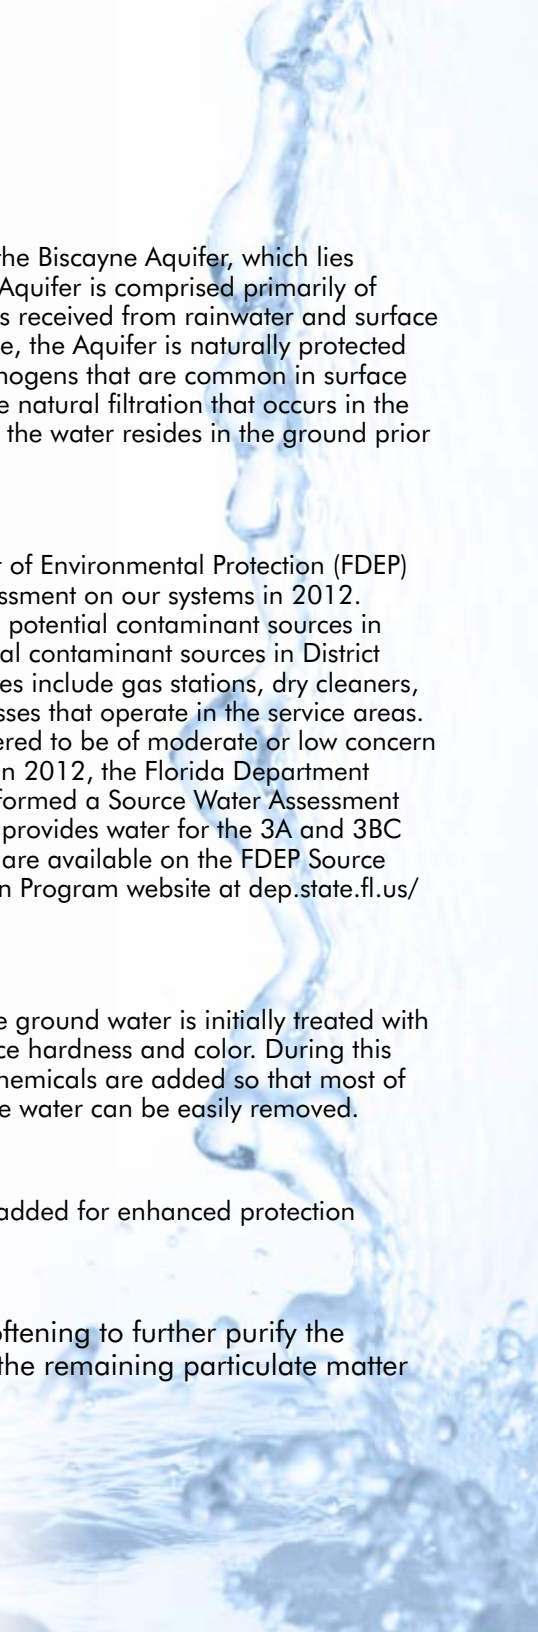 the Biscayne Aquifer, which lies
Aquifer is comprised primarily of
s received from rainwater and surface
e, the Aquifer is naturally protected
hogens that are common in surface
e natural filtration that occurs in the
the water resides in the ground prior
of Environmental Protection (FDEP)
ssment on our systems in 2012.
potential contaminant sources in
al contaminant sources in District
es include gas stations, dry cleaners,
sses that operate in the service areas.
ered to be of moderate or low concern
n 2012, the Florida Department
formed a Source Water Assessment
provides water for the 3A and 3BC
are available on the FDEP Source
n Program website at dep.state.fl.us/
e ground water is initially treated with
ce hardness and color. During this
hemicals are added so that most of
e water can be easily removed.
added for enhanced protection
oftening to further purify the
the remaining particulate matter